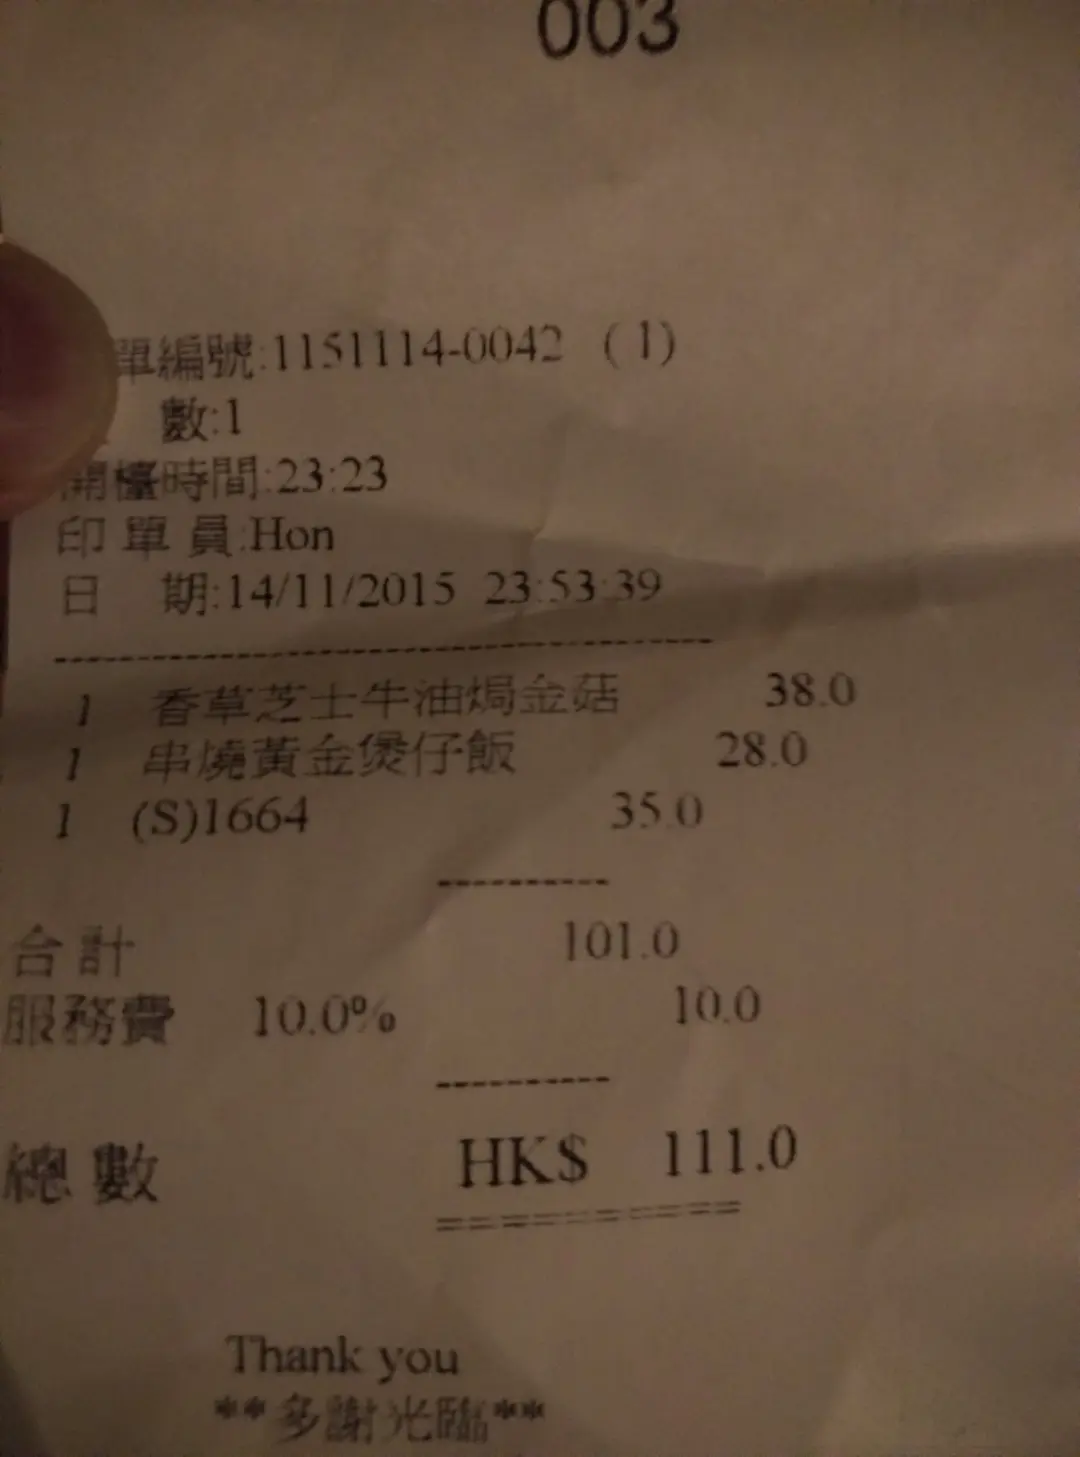 003
單編號:1151114-0042 (1)
數:1
開檯時間:23:23
印單員:Hon
日 期:14/11/2015 23:53:39
1 香草芝士牛油焗金菇 38.0
1 串燒黃金煲仔飯 28.0
1 (S)1664 35.0
合計 101.0
服務費 10.0% 10.0
總數 HK$ 111.0
Thank you
**多謝光臨**